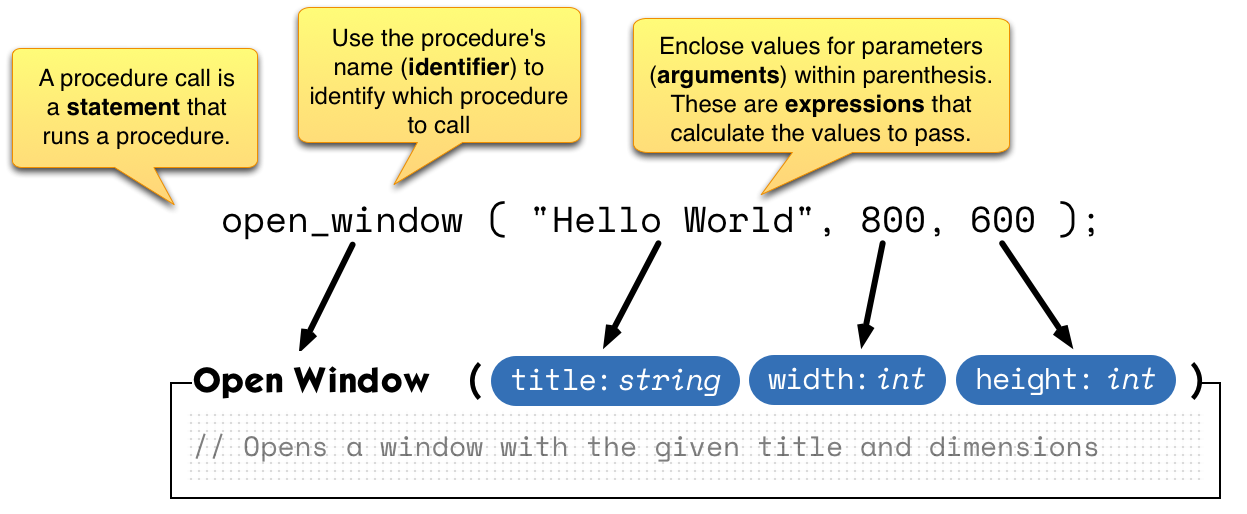 A procedure call is
a statement that
runs a procedure.
Use the procedure's
name (identifier) to
identify which procedure
to call
Enclose values for parameters
(arguments) within parenthesis.
These are expressions that
calculate the values to pass.
open_window ( "Hello World", 800, 600 );
Open Window ( title: string width: int height: int )
// Opens a window with the given title and dimensions